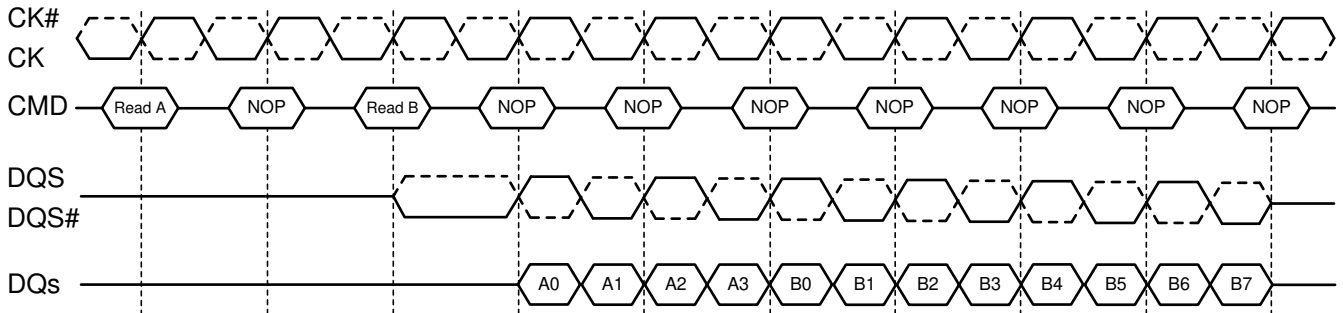 CK#
CK
CMD Read A NOP Read B NOP NOP NOP NOP NOP NOP NOP
DQS
DQS#
DQs A0 A1 A2 A3 B0 B1 B2 B3 B4 B5 B6 B7